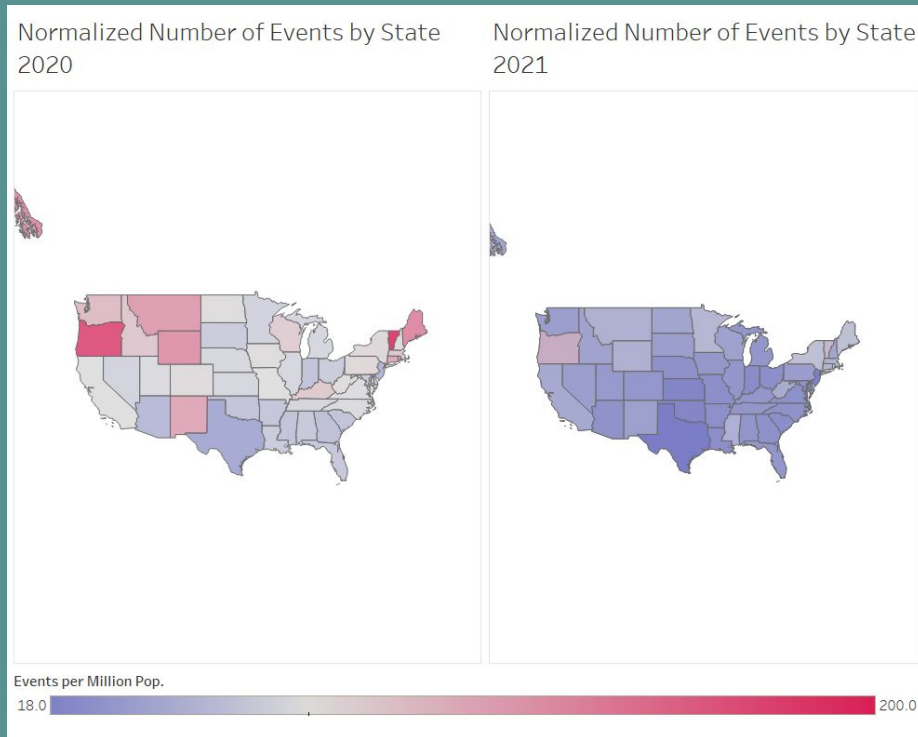 Normalized Number of Events by State
2020
Normalized Number of Events by State
2021
Events per Million Pop.
18.0
200.0